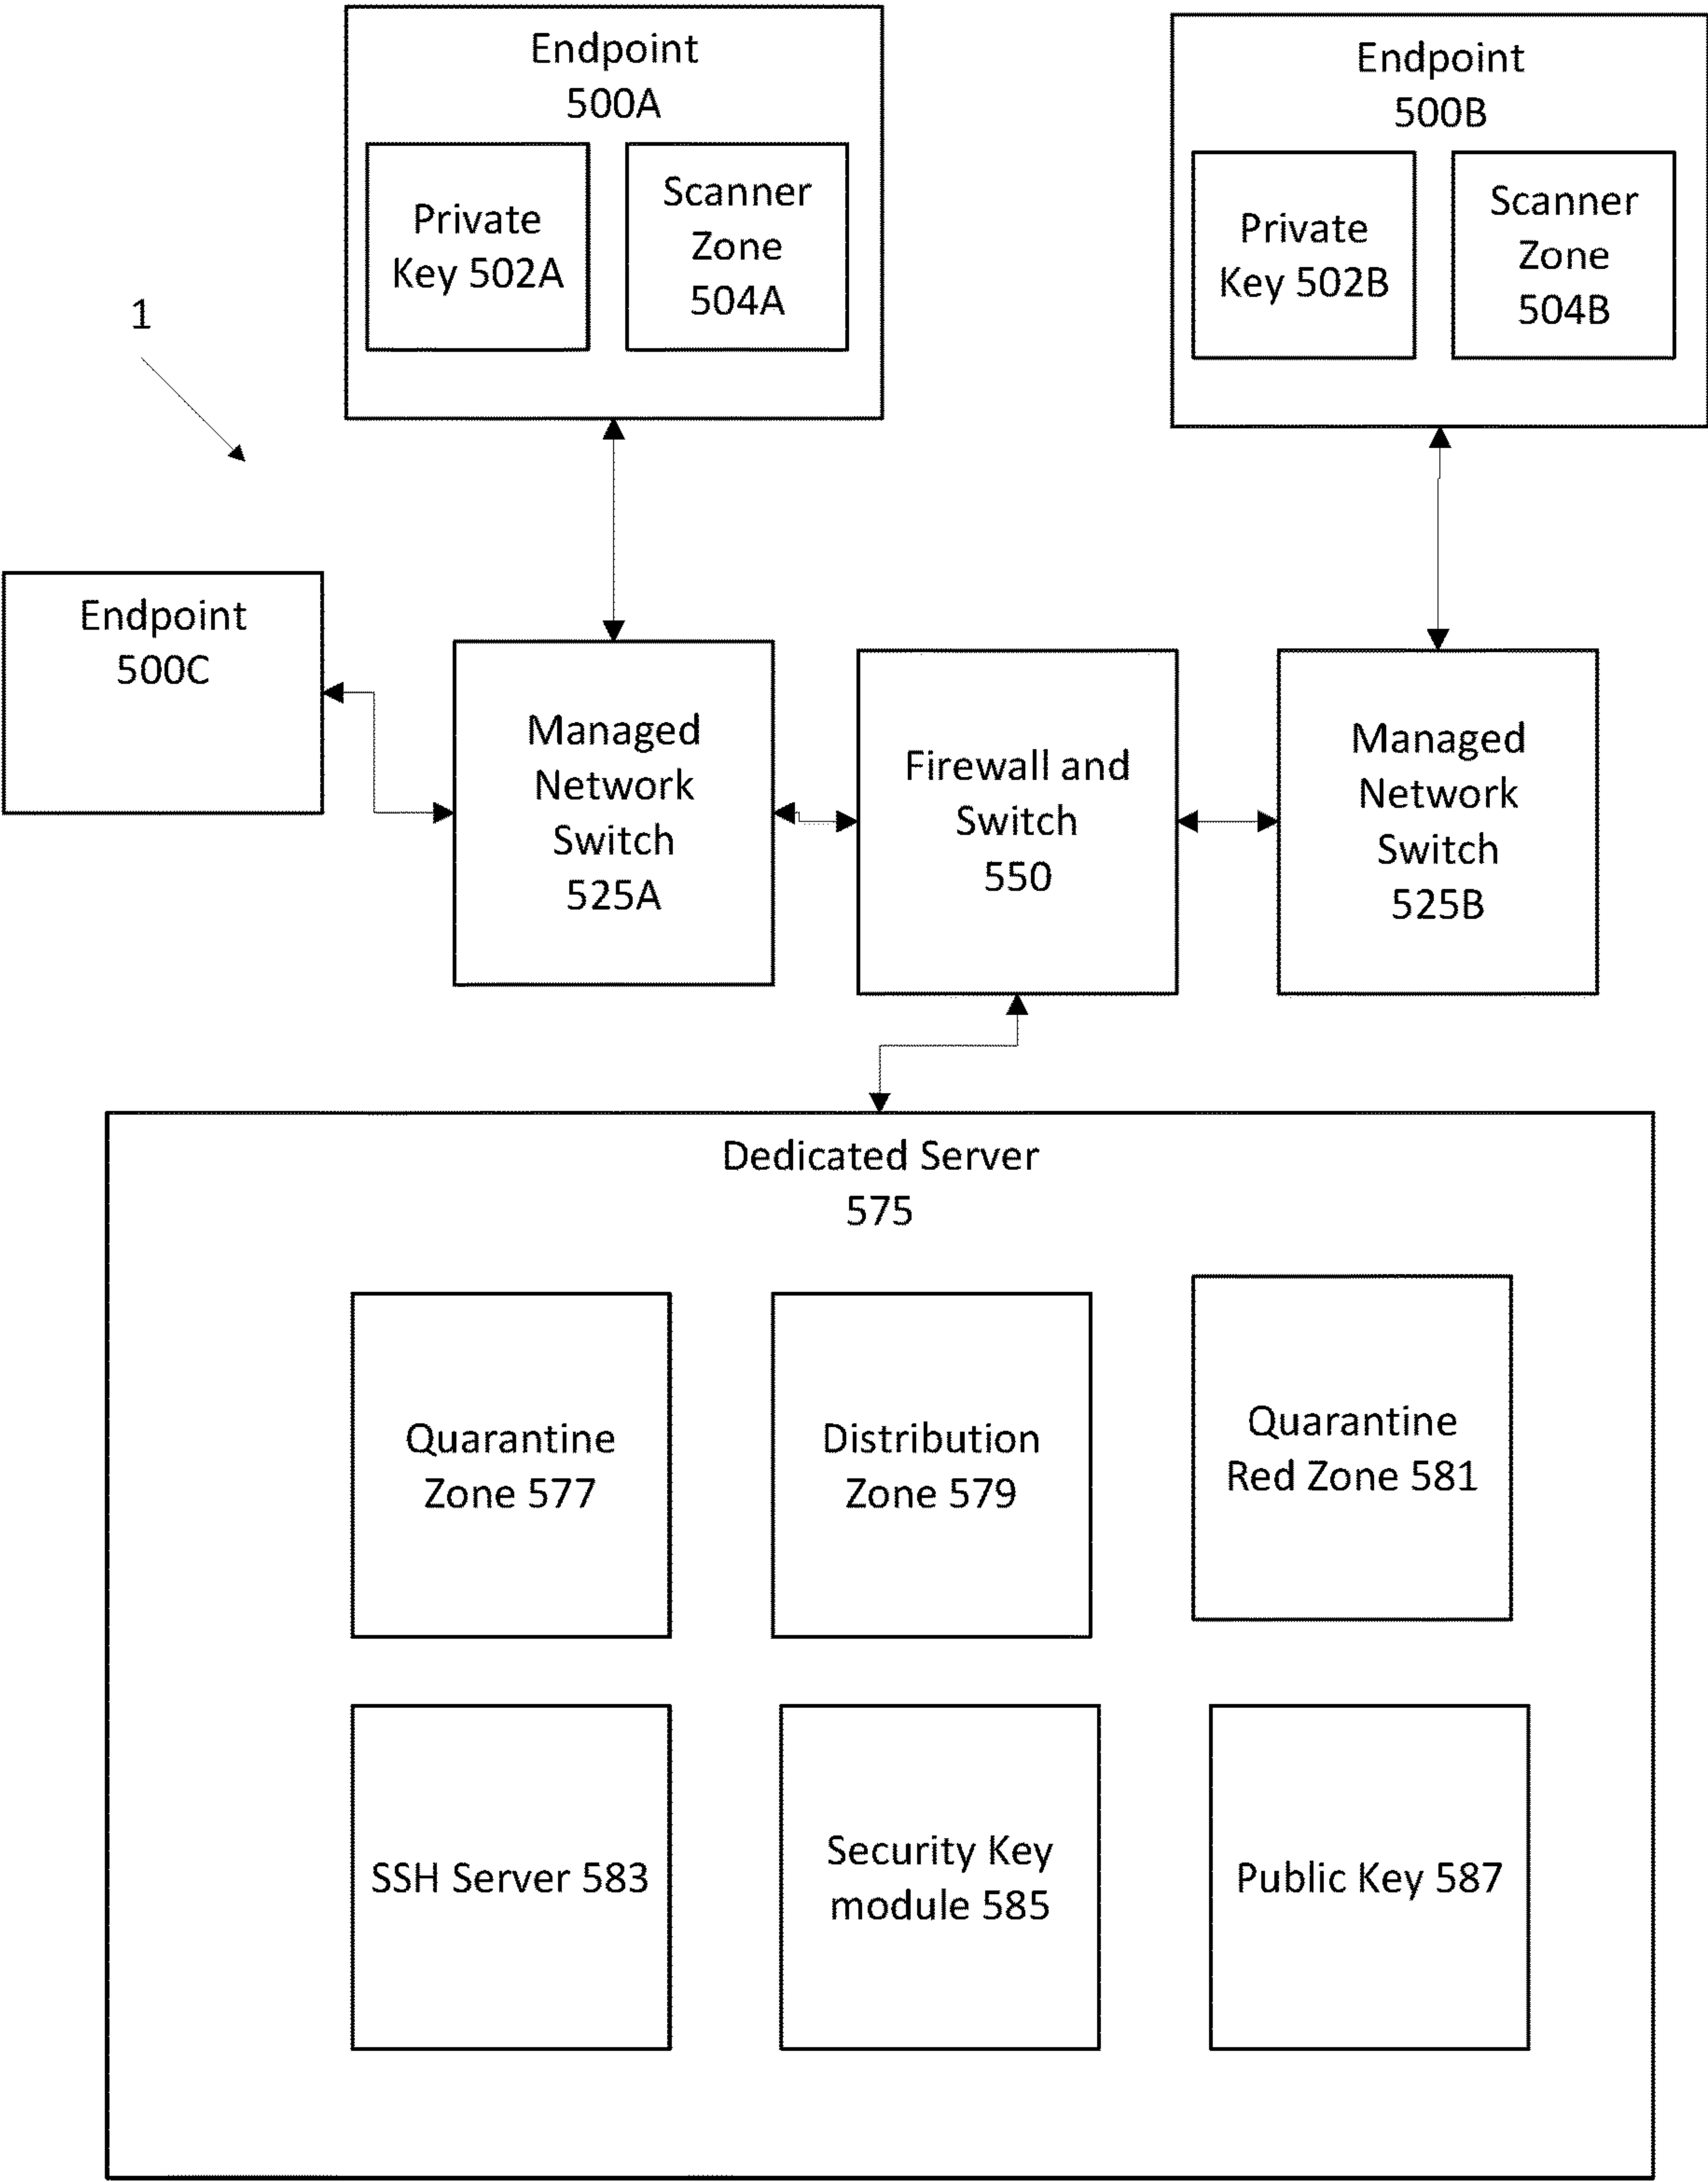 Endpoint
500A
Private
Key 502A
Scanner
Zone
504A
Endpoint
500B
Private
Key 502B
Scanner
Zone
504B
1
Endpoint
500C
Managed
Network
Switch
525A
Firewall and
Switch
550
Managed
Network
Switch
525B
Dedicated Server
575
Quarantine
Zone 577
Distribution
Zone 579
Quarantine
Red Zone 581
SSH Server 583
Security Key
module 585
Public Key 587